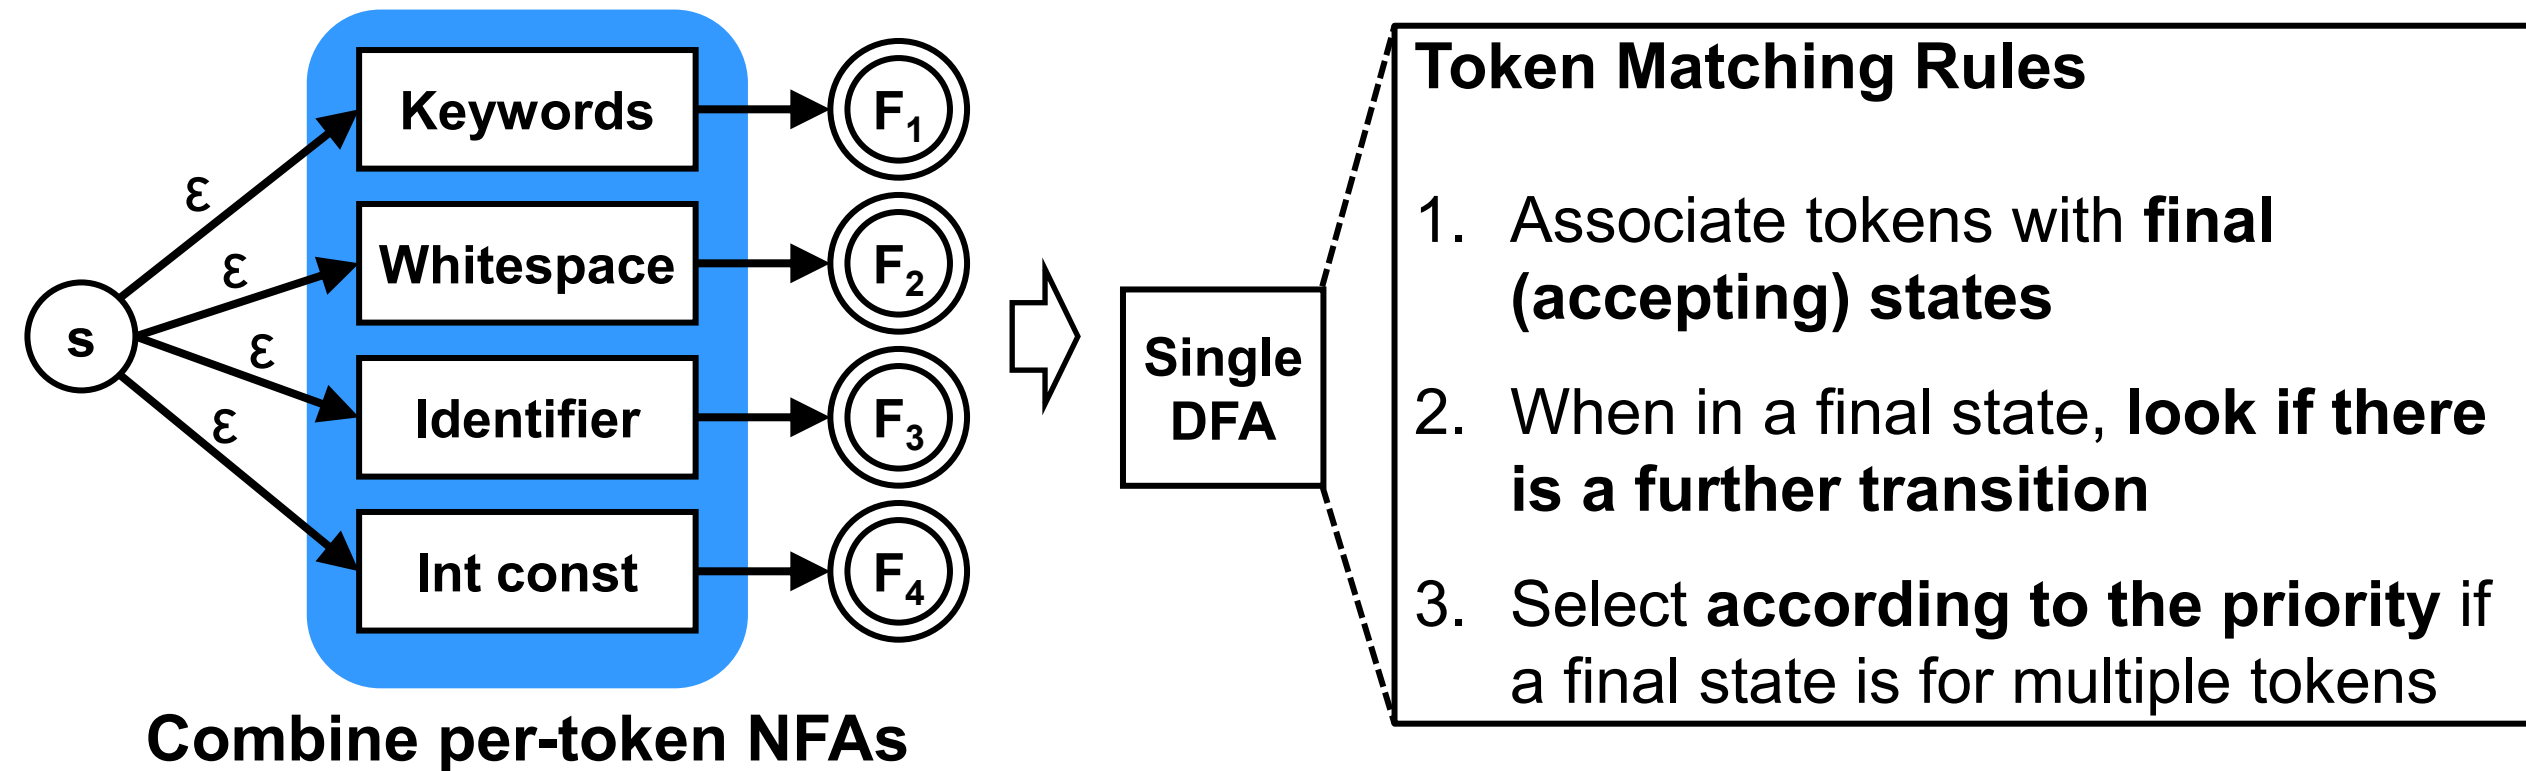 Keywords
Whitespace
Identifier
Int const
s
ε
ε
ε
ε
F1
F2
F3
F4
Combine per-token NFAs
Single
DFA
Token Matching Rules
1. Associate tokens with final
(accepting) states
2. When in a final state, look if there
is a further transition
3. Select according to the priority if
a final state is for multiple tokens